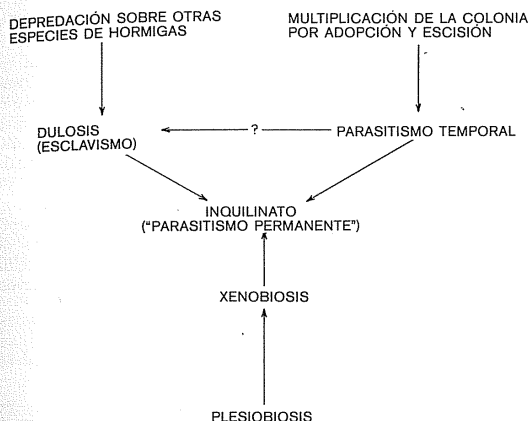 DEPREDACIÓN SOBRE OTRAS
ESPECIES DE HORMIGAS
MULTIPLICACIÓN DE LA COLONIA
POR ADOPCIÓN Y ESCISIÓN
DULOSIS
(ESCLAVISMO)
?
PARASITISMO TEMPORAL
INQUILINATO
("PARASITISMO PERMANENTE")
XENOBIOSIS
PLESIOBIOSIS